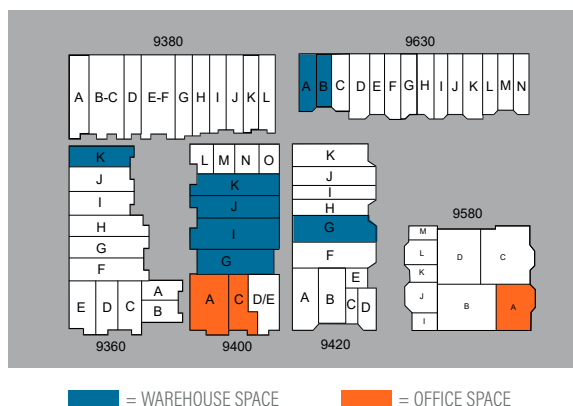 9380
9630
A B-C D E-F G H I J K L
A B C D E F G H I J K L M N
K
J
I
H
G
F
E D C
A
B
9360
L M N O
K
J
I
G
A C D/E
9400
K
J
I
H
G
F
A B
E
C D
9420
9580
M
L
K
J
I
D C
B A
= WAREHOUSE SPACE
= OFFICE SPACE